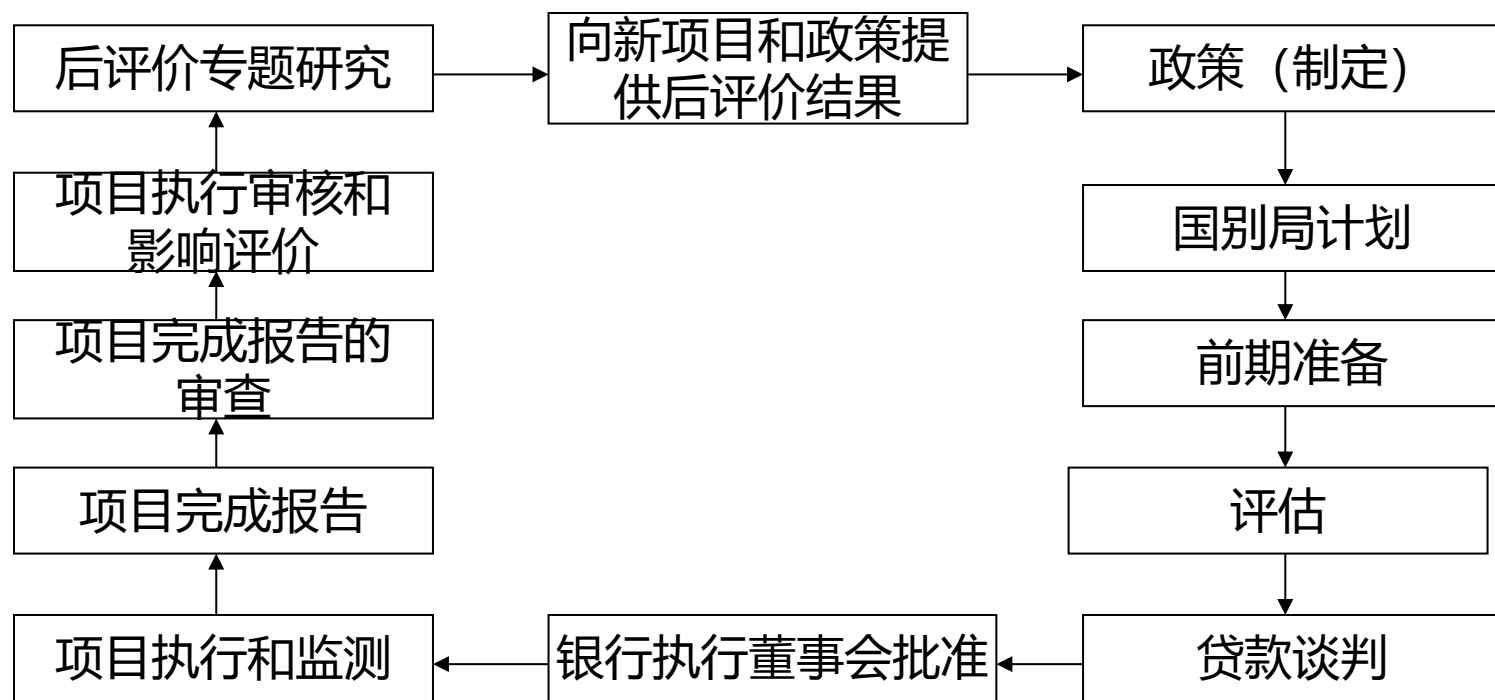 后评价专题研究
向新项目和政策提
供后评价结果
政策（制定）
项目执行审核和
影响评价
国别局计划
项目完成报告的
审查
前期准备
项目完成报告
评估
项目执行和监测
银行执行董事会批准
贷款谈判